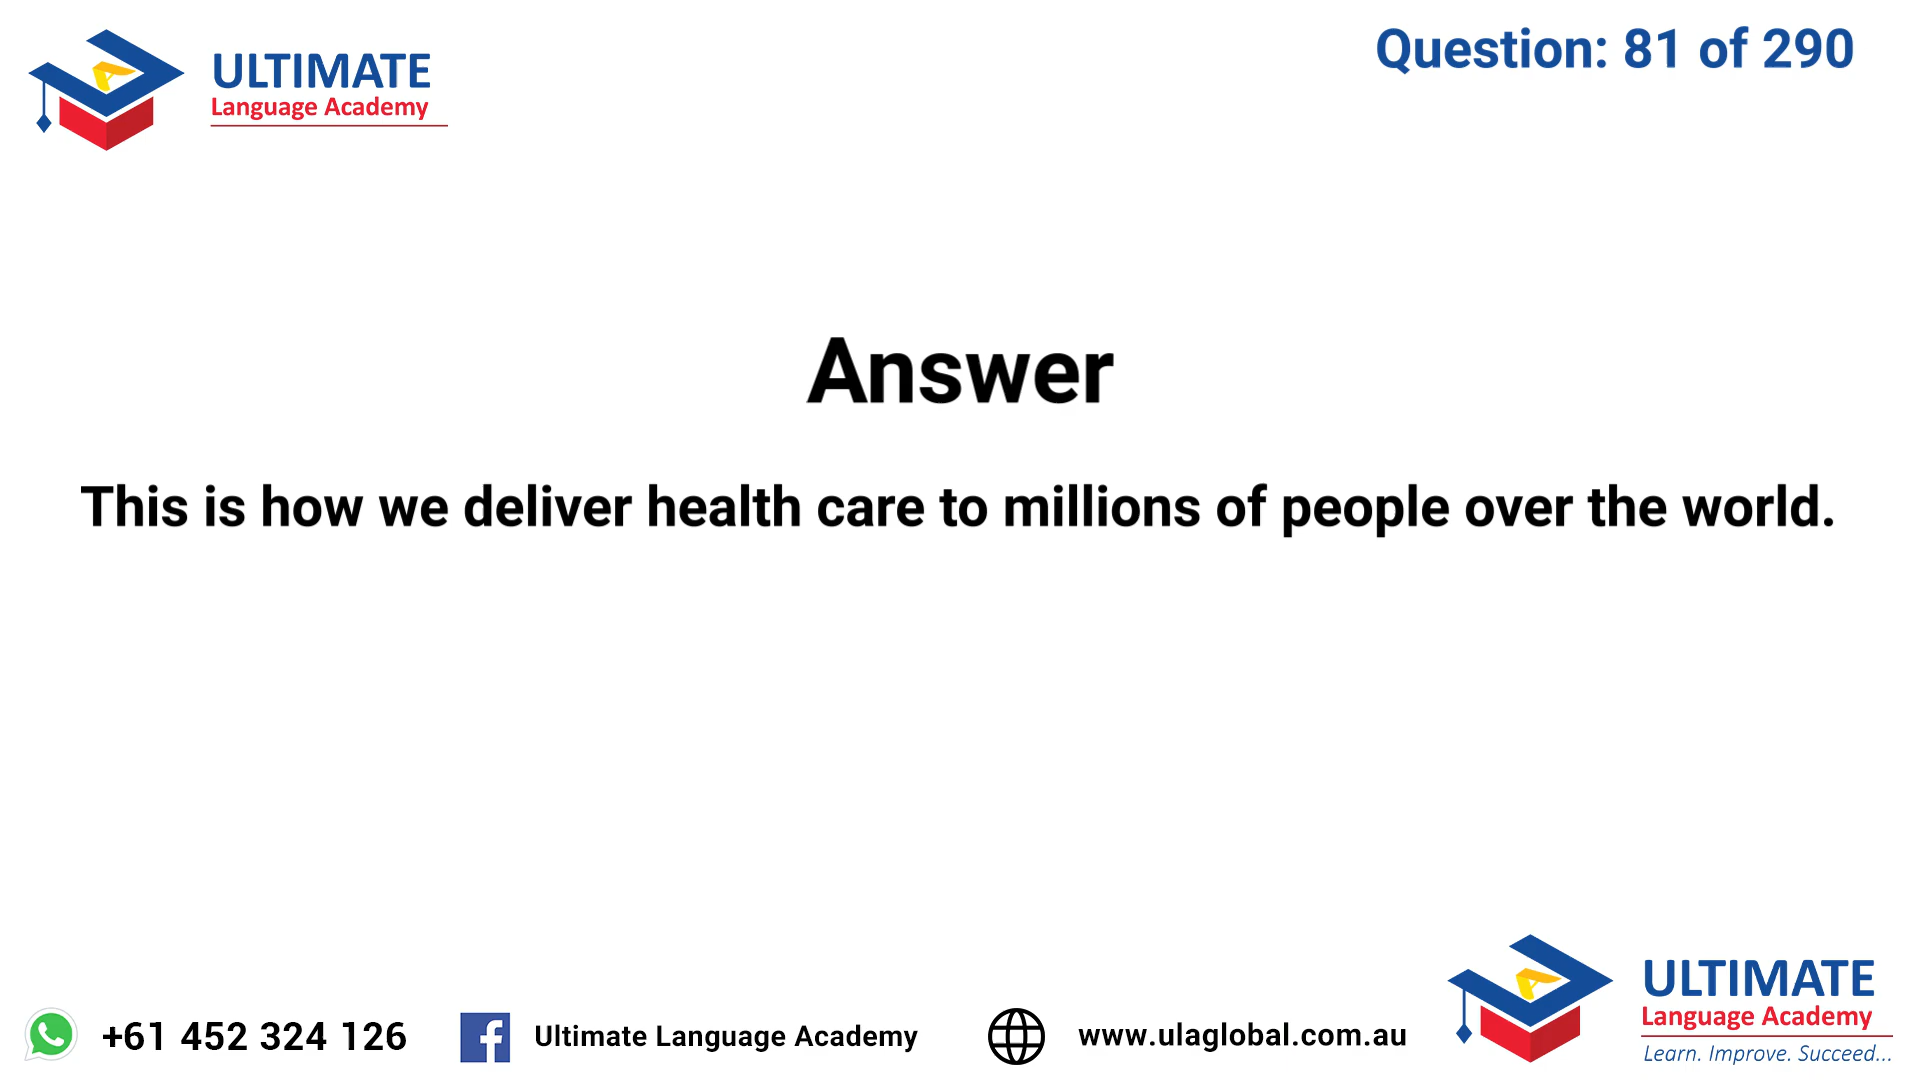 ULTIMATE
Language Academy
Question: 81 of 290
Answer
This is how we deliver health care to millions of people over the world.
+61 452 324 126
Ultimate Language Academy
www.ulaglobal.com.au
ULTIMATE
Language Academy
Learn. Improve. Succeed...